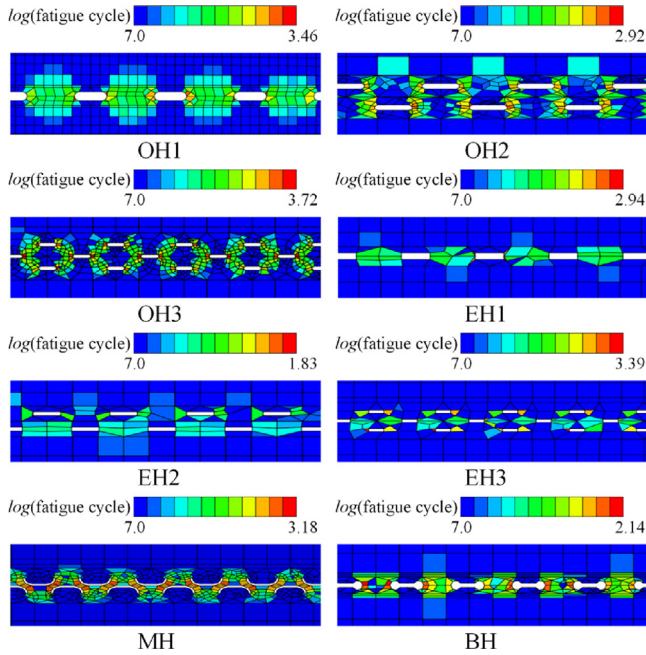 log(fatigue cycle)
7.0 3.46
OH1
log(fatigue cycle)
7.0 2.92
OH2
log(fatigue cycle)
7.0 3.72
OH3
log(fatigue cycle)
7.0 2.94
EH1
log(fatigue cycle)
7.0 1.83
EH2
log(fatigue cycle)
7.0 3.39
EH3
log(fatigue cycle)
7.0 3.18
MH
log(fatigue cycle)
7.0 2.14
BH